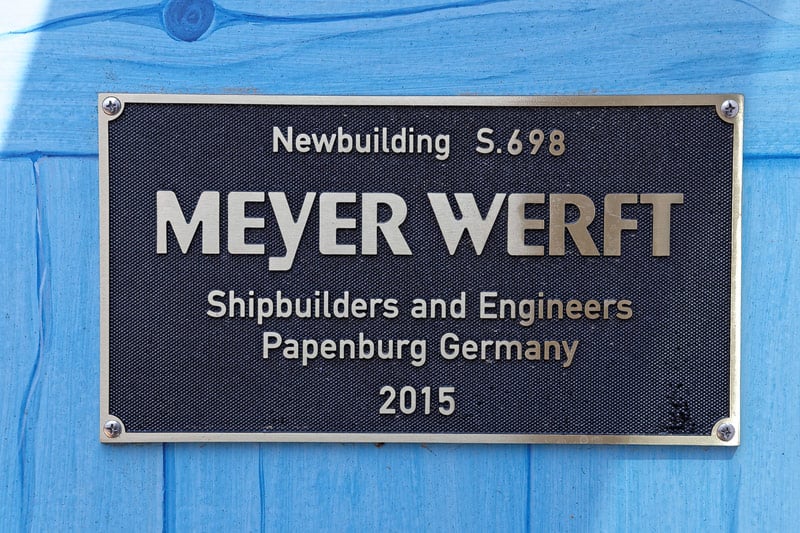 Newbuilding S.698
MEYER WERFT
Shipbuilders and Engineers
Papenburg Germany
2015